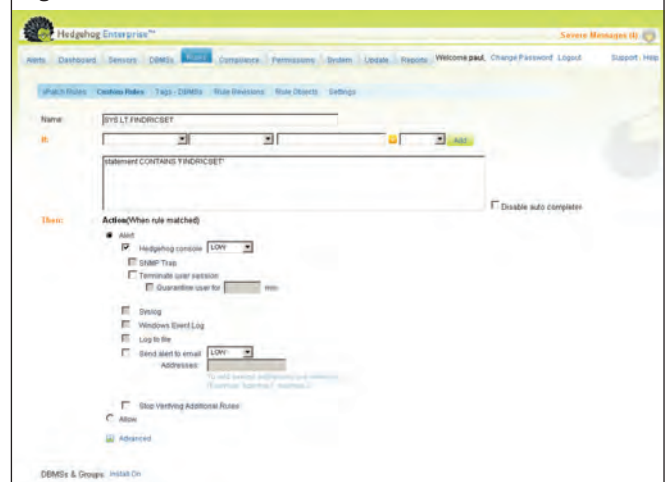 Hedgehog Enterprise™
Severe Messages (4)
Alerts Dashboard Sensors DBMSs Rules Compliance Permissions System Update Reports Welcome paul, Change Password Logout Support Help
vPatch Rules Custom Rules Tags - DBMSs Rule Revisions Rule Objects Settings
Name: SYS.LT.FINDRICSET
If: Add
statement CONTAINS 'FINDRICSET'
Disable auto completer
Then: Action(When rule matched)
Alert
Hedgehog console LOW
SNMP Trap
Terminate user session
Quarantine user for min
Syslog
Windows Event Log
Log to file
Send alert to email LOW
Addresses:
Stop Verifying Additional Rules
Allow
Advanced
DBMSs & Groups: Install On